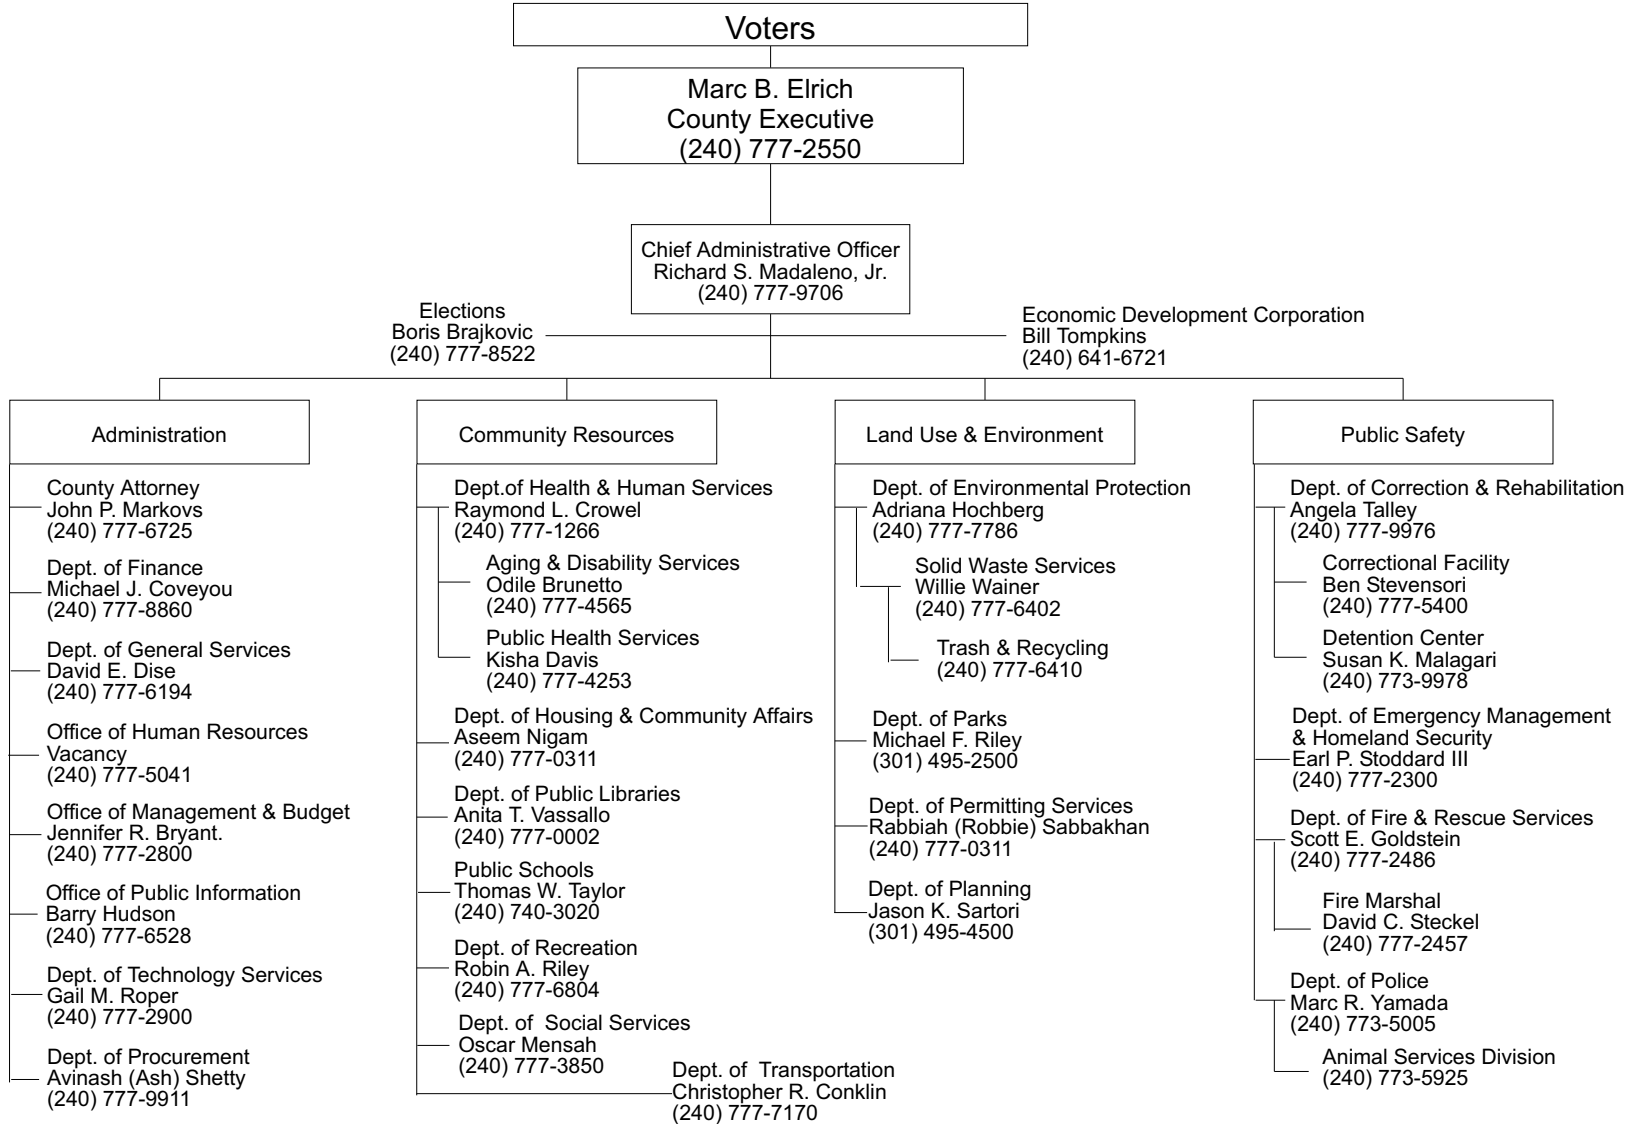 Voters
Marc B. Elrich
County Executive
(240) 777-2550
Chief Administrative Officer
Richard S. Madaleno, Jr.
(240) 777-9706
Elections
Boris Brajkovic
(240) 777-8522
Economic Development Corporation
Bill Tompkins
(240) 641-6721
Administration
County Attorney
John P. Markovs
(240) 777-6725
Dept. of Finance
Michael J. Coveyou
(240) 777-8860
Dept. of General Services
David E. Dise
(240) 777-6194
Office of Human Resources
Vacancy
(240) 777-5041
Office of Management & Budget
Jennifer R. Bryant.
(240) 777-2800
Office of Public Information
Barry Hudson
(240) 777-6528
Dept. of Technology Services
Gail M. Roper
(240) 777-2900
Dept. of Procurement
Avinash (Ash) Shetty
(240) 777-9911
Community Resources
Dept.of Health & Human Services
Raymond L. Crowel
(240) 777-1266
Aging & Disability Services
Odile Brunetto
(240) 777-4565
Public Health Services
Kisha Davis
(240) 777-4253
Dept. of Housing & Community Affairs
Aseem Nigam
(240) 777-0311
Dept. of Public Libraries
Anita T. Vassallo
(240) 777-0002
Public Schools
Thomas W. Taylor
(240) 740-3020
Dept. of Recreation
Robin A. Riley
(240) 777-6804
Dept. of  Social Services
Oscar Mensah
(240) 777-3850
Dept. of  Transportation
Christopher R. Conklin
(240) 777-7170
Land Use & Environment
Dept. of Environmental Protection
Adriana Hochberg
(240) 777-7786
Solid Waste Services
Willie Wainer
(240) 777-6402
Trash & Recycling
(240) 777-6410
Dept. of Parks
Michael F. Riley
(301) 495-2500
Dept. of Permitting Services
Rabbiah (Robbie) Sabbakhan
(240) 777-0311
Dept. of Planning
Jason K. Sartori
(301) 495-4500
Public Safety
Dept. of Correction & Rehabilitation
Angela Talley
(240) 777-9976
Correctional Facility
Ben Stevensori
(240) 777-5400
Detention Center
Susan K. Malagari
(240) 773-9978
Dept. of Emergency Management
& Homeland Security
Earl P. Stoddard III
(240) 777-2300
Dept. of Fire & Rescue Services
Scott E. Goldstein
(240) 777-2486
Fire Marshal
David C. Steckel
(240) 777-2457
Dept. of Police
Marc R. Yamada
(240) 773-5005
Animal Services Division
(240) 773-5925